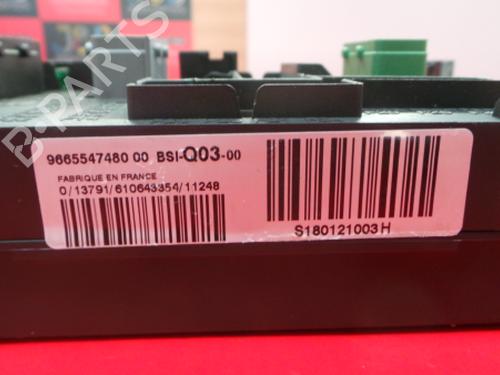 B-PARTS
9665547480 00 BSI-Q03-00
FABRIQUE EN FRANCE
0/13791/610643354/11248
S180121003H